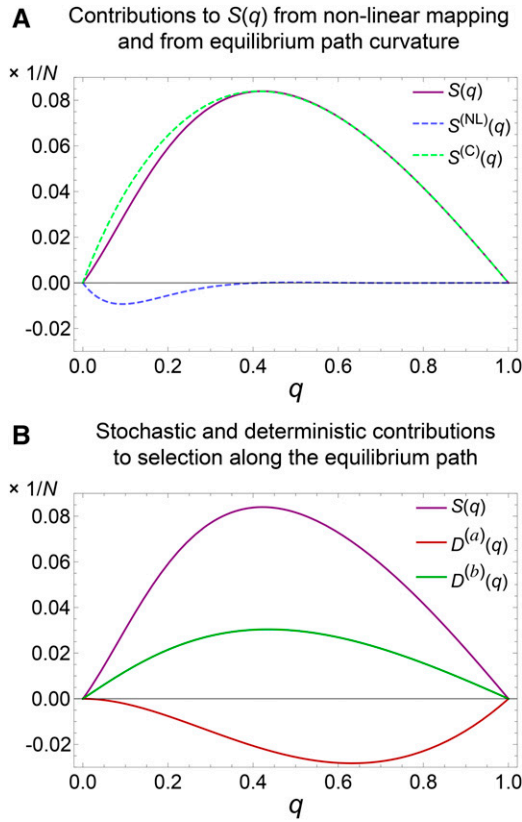 A
Contributions to S(q) from non-linear mapping
and from equilibrium path curvature
× 1/N
0.08
0.06
0.04
0.02
0.00
-0.02
S(q)
S^(NL)(q)
S^(C)(q)
0.0 0.2 0.4 0.6 0.8 1.0
q
B
Stochastic and deterministic contributions
to selection along the equilibrium path
× 1/N
0.08
0.06
0.04
0.02
0.00
-0.02
S(q)
D^(a)(q)
D^(b)(q)
0.0 0.2 0.4 0.6 0.8 1.0
q